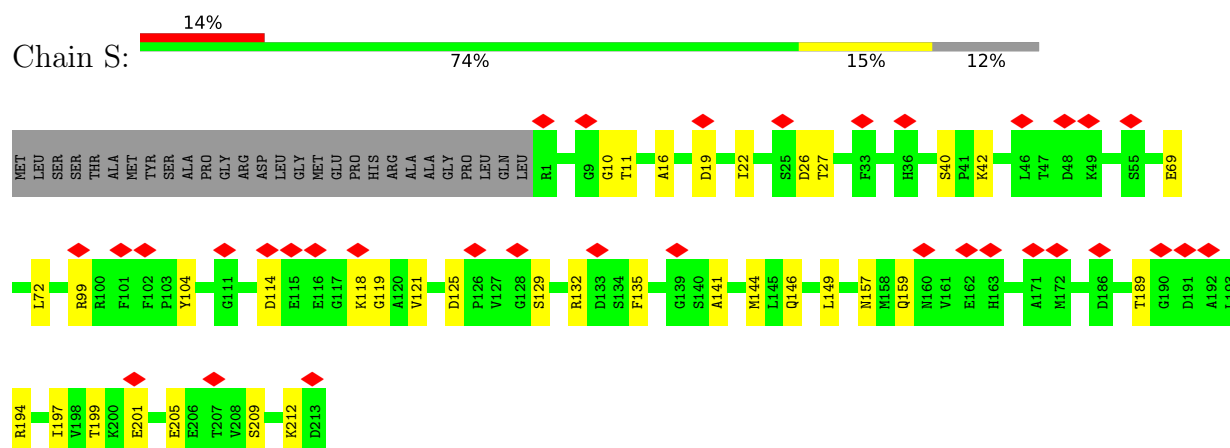 14%
Chain S:
74% 15% 12%
MET LEU SER SER THR ALA MET TYR SER ALA PRO GLY ARG ASP LEU GLY MET GLU PRO HIS ARG ALA ALA GLY PRO LEU GLN LEU R1 G9 G10 T11 A16 D19 I22 S25 D26 T27 F33 H36 S40 P41 K42 L46 T47 D48 K49 S55 E69
L72 R99 R100 F101 F102 P103 Y104 G111 D114 E115 E116 G117 K118 G119 A120 V121 D125 P126 V127 G128 S129 R132 D133 S134 F135 G139 S140 A141 M144 L145 Q146 L149 N157 M158 Q159 N160 V161 E162 H163 A171 M172 D186 T189 G190 D191 A192
R194 I197 V198 T199 K200 E201 E205 E206 T207 V208 S209 K212 D213